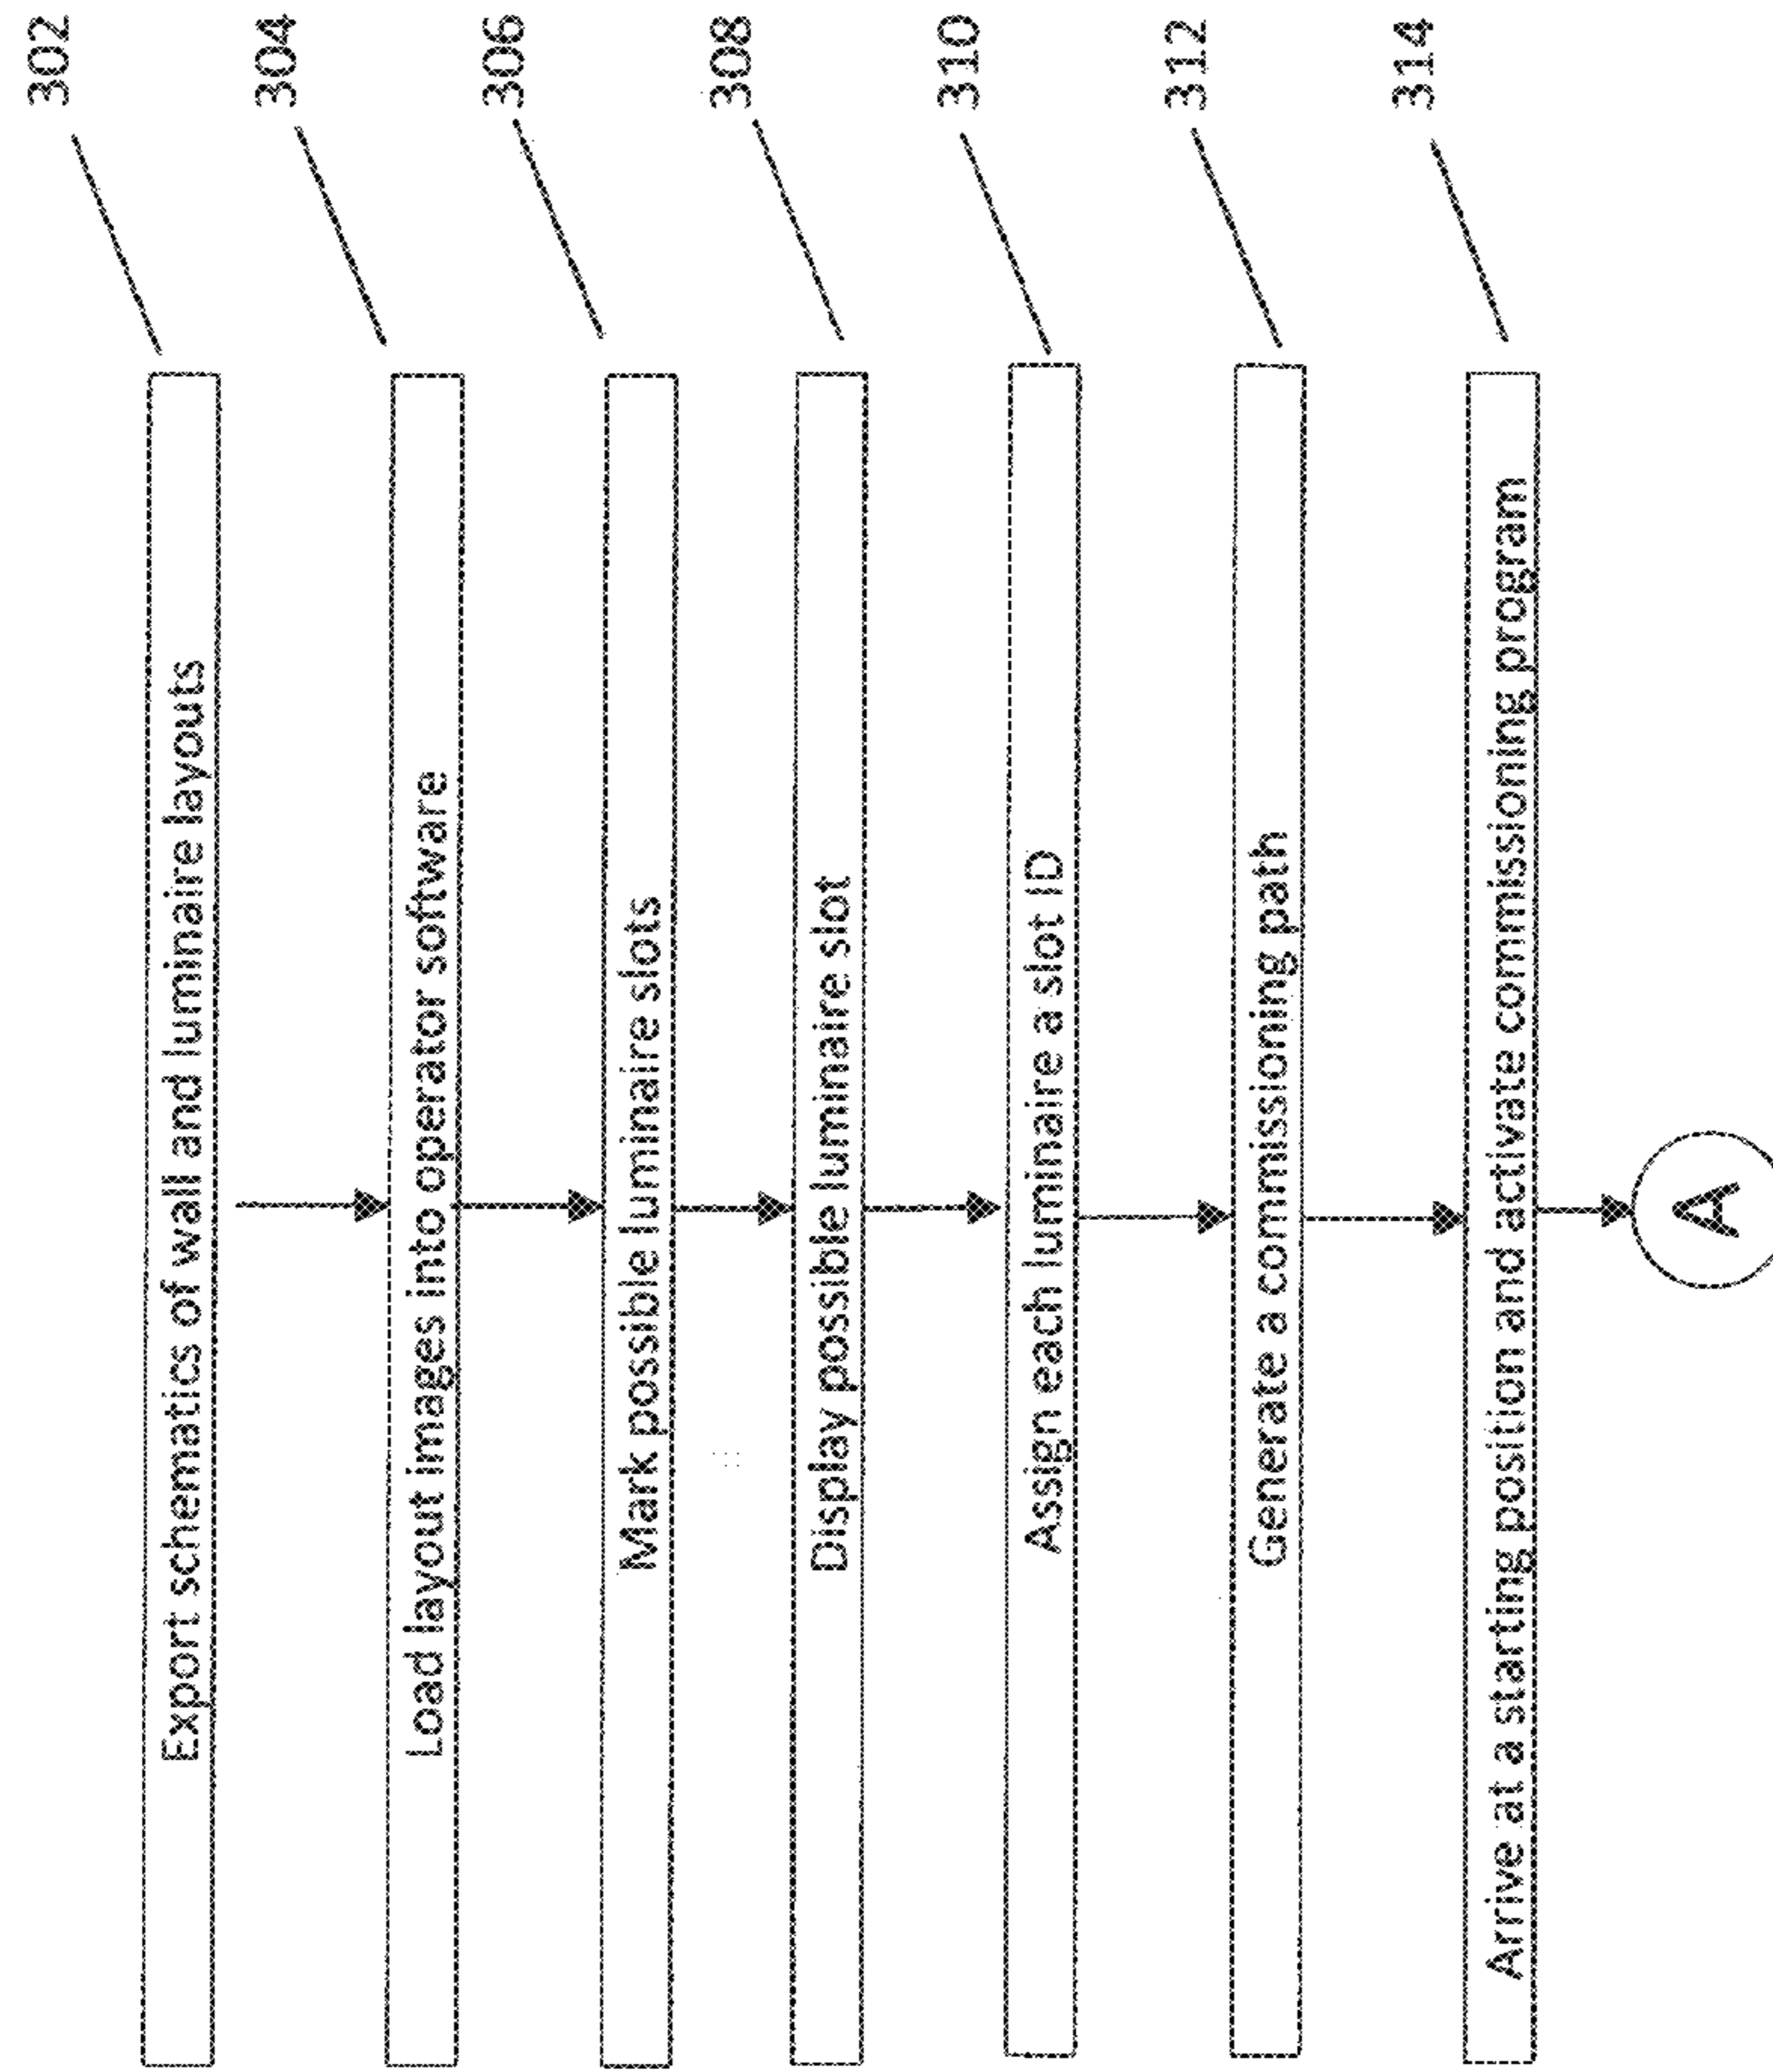 Export schematics of wall and luminaire layouts
302
Load layout images into operator software
304
Mark possible luminaire slots
306
Display possible luminaire slot
308
Assign each luminaire a slot ID
310
Generate a commissioning path
312
Arrive at a starting position and activate commissioning program
314
A